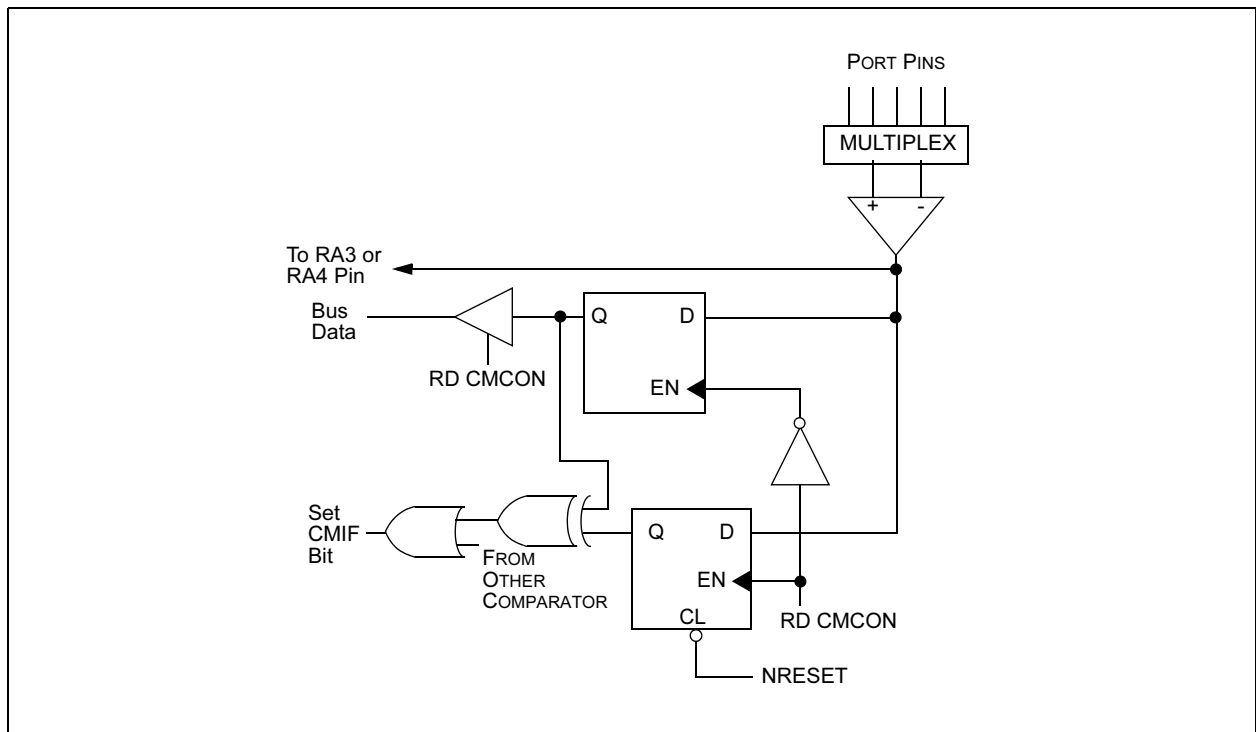 PORT PINS
MULTIPLEX
+ -
To RA3 or
RA4 Pin
Bus
Data
Q D
EN
RD CMCON
Set
CMIF
Bit
FROM
OTHER
COMPARATOR
Q D
EN
CL
RD CMCON
NRESET